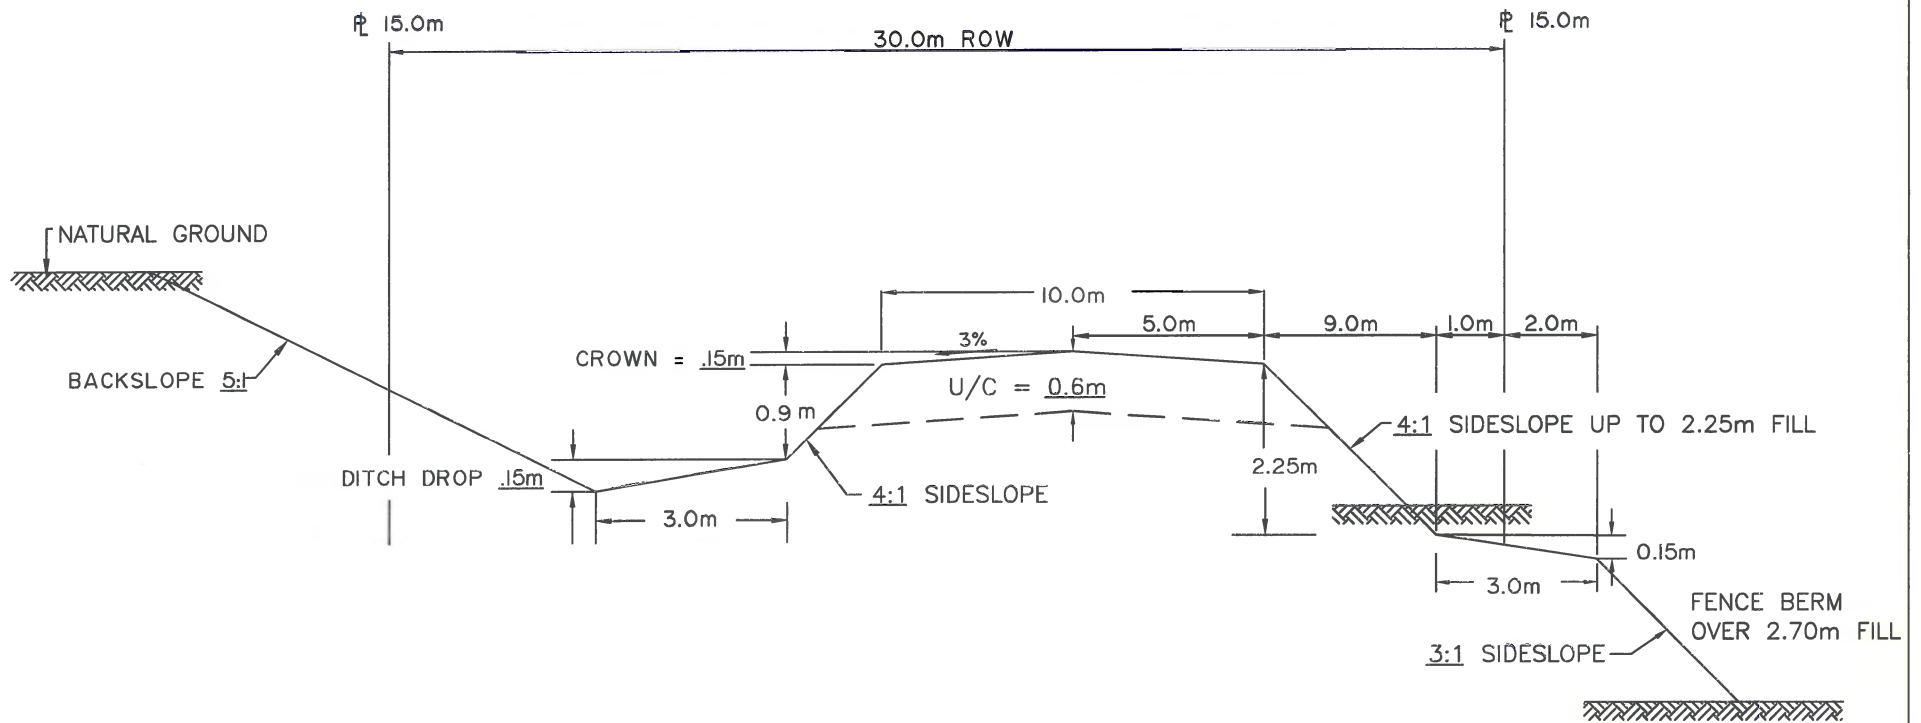 ℄ 15.0m
℄ 15.0m
30.0m ROW
NATURAL GROUND
10.0m
5.0m
9.0m
1.0m
2.0m
3%
CROWN = .15m
BACKSLOPE 5:1
U/C = 0.6m
0.9 m
4:1 SIDESLOPE UP TO 2.25m FILL
2.25m
DITCH DROP .15m
4:1 SIDESLOPE
3.0m
0.15m
3.0m
FENCE BERM
OVER 2.70m FILL
3:1 SIDESLOPE